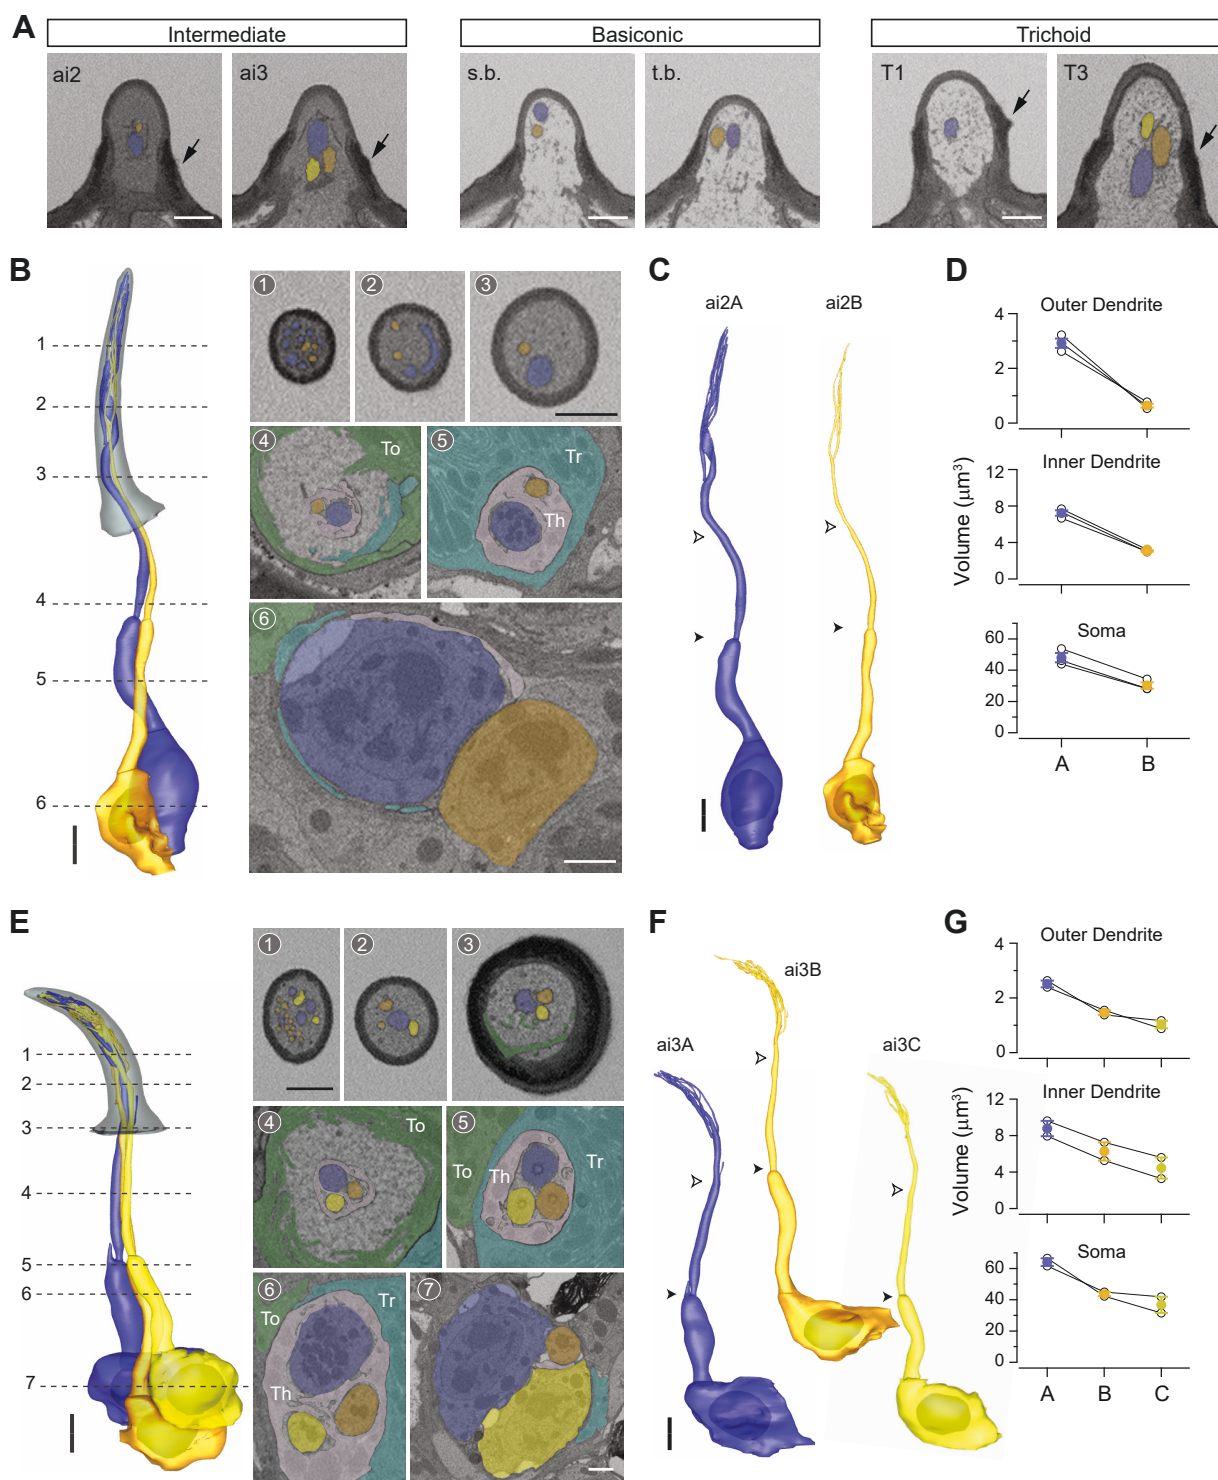 A
Intermediate
Basiconic
Trichoid
ai2
ai3
s.b.
t.b.
T1
T3
B
1
2
3
4
5
6
1
2
3
4
To
5
Tr
Th
6
C
ai2A
ai2B
D
Outer Dendrite
4
2
0
Inner Dendrite
12
8
4
0
Volume (µm³)
Soma
60
40
20
0
A
B
E
1
2
3
4
5
6
7
1
2
3
4
To
5
To
Th
Tr
6
To
Tr
Th
7
F
ai3A
ai3B
ai3C
G
Outer Dendrite
4
2
0
Inner Dendrite
12
8
4
0
Volume (µm³)
Soma
60
40
20
0
A
B
C